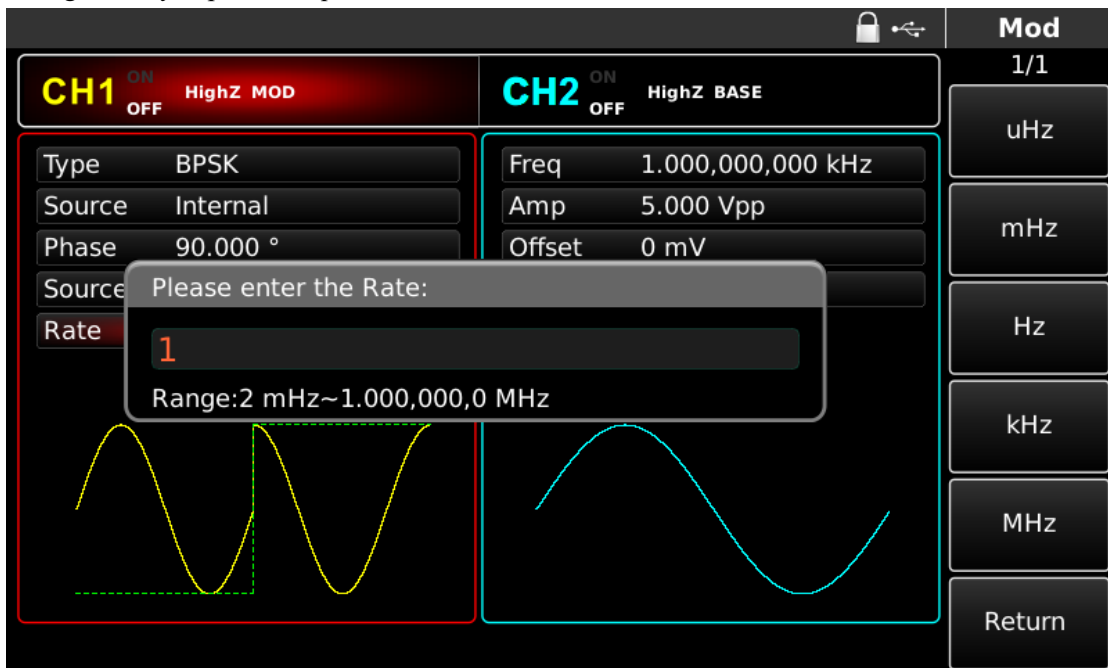 Mod
1/1
CH1 ON OFF HighZ MOD
CH2 ON OFF HighZ BASE
Type BPSK
Source Internal
Phase 90.000 °
Source
Rate
Freq 1.000,000,000 kHz
Amp 5.000 Vpp
Offset 0 mV
Please enter the Rate:
1
Range:2 mHz~1.000,000,0 MHz
uHz
mHz
Hz
kHz
MHz
Return